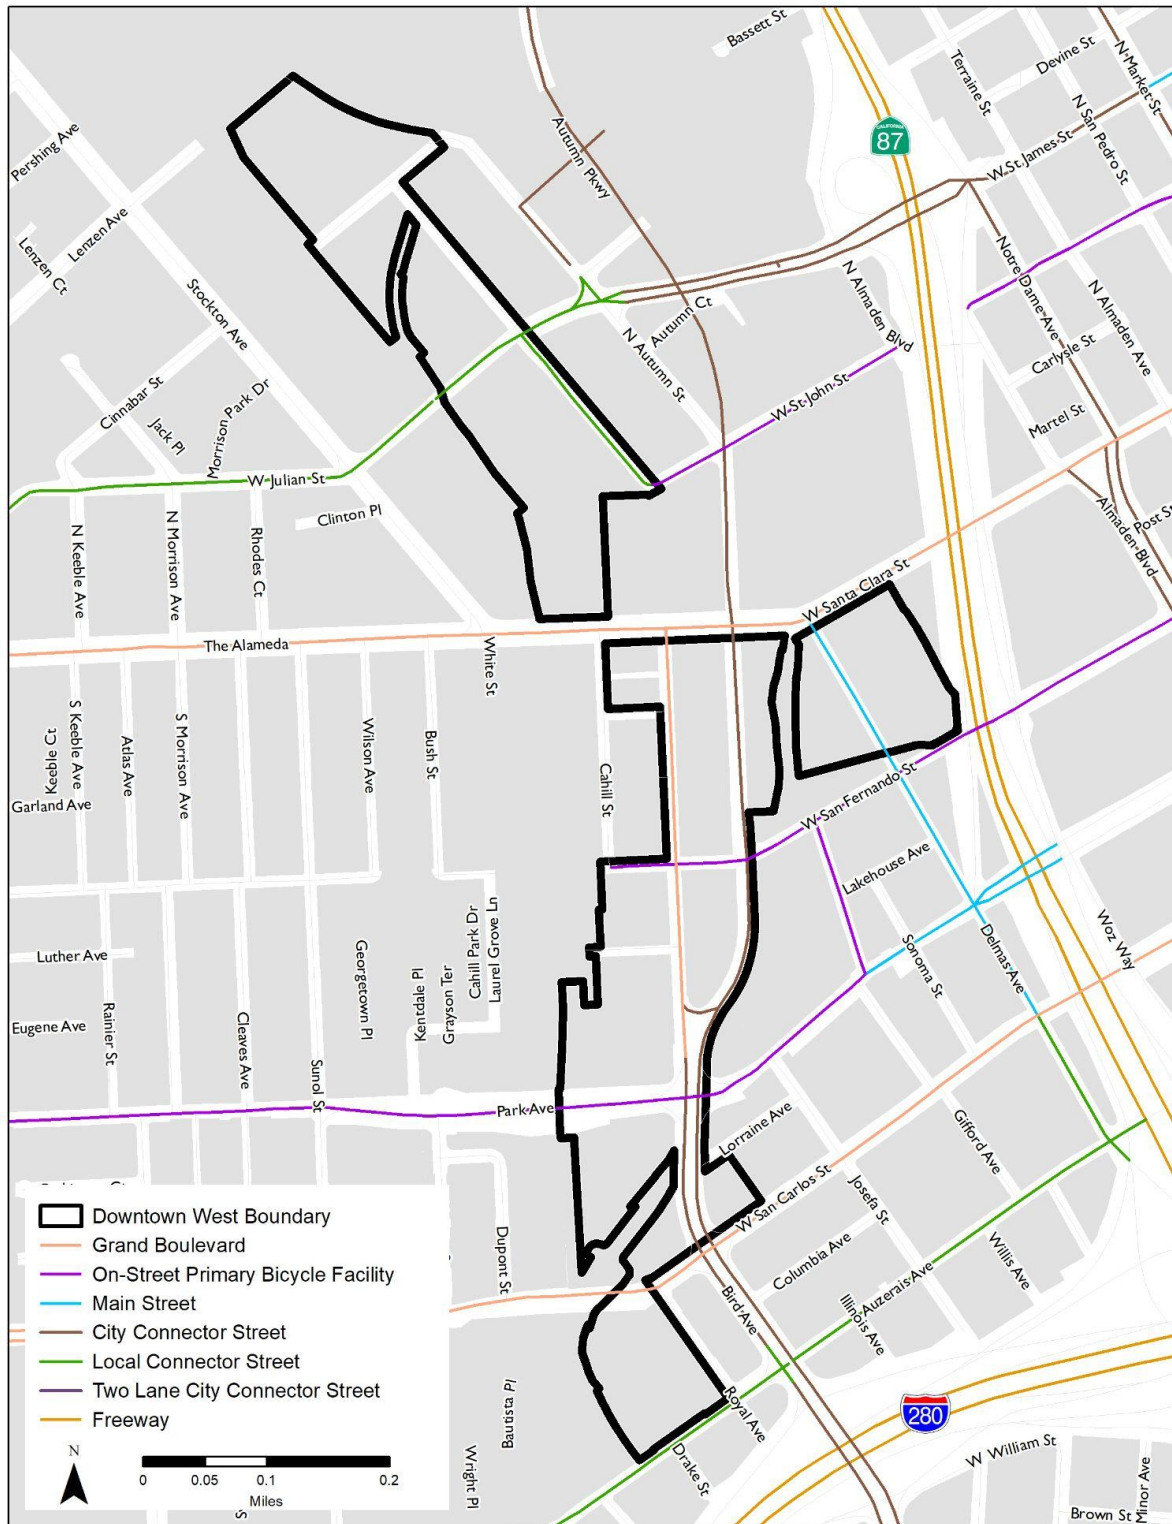 Bassett St
Terraine St
Devine St
N Market St
Pershing Ave
Autumn Pkwy
CALIFORNIA
87
N San Pedro St
W St James St
Lenzen Ave
Lenzen Ct
Stockton Ave
Notre Dame Ave
N Almaden Blvd
N Almaden Ave
Autumn Ct
N Autumn St
Carlysle St
Cinnabar St
Jack Pl
Morrison Park Dr
W St John St
Martel St
W Julian St
Clinton Pl
Almaden Blvd
Post St
N Keeble Ave
N Morrison Ave
Rhodes Ct
W Santa Clara St
The Alameda
White St
Keeble Ct
S Keeble Ave
Atlas Ave
S Morrison Ave
Wilson Ave
Bush St
Cahill St
Garland Ave
W San Fernando St
Lakehouse Ave
Luther Ave
Georgetown Pl
Kentdale Pl
Grayson Ter
Cahill Park Dr
Laurel Grove Ln
Sonoma St
Delmas Ave
Woz Way
Eugene Ave
Rainier St
Cleaves Ave
Sunol St
Park Ave
Lorraine Ave
Gifford Ave
Josefa St
W San Carlos St
Dupont St
Columbia Ave
Willis Ave
Auzerais Ave
Illinois Ave
Bird Ave
Royal Ave
Drake St
Bautista Pl
Wright Pl
280
W William St
Minor Ave
Brown St
Downtown West Boundary
Grand Boulevard
On-Street Primary Bicycle Facility
Main Street
City Connector Street
Local Connector Street
Two Lane City Connector Street
Freeway
N
0 0.05 0.1 0.2
Miles